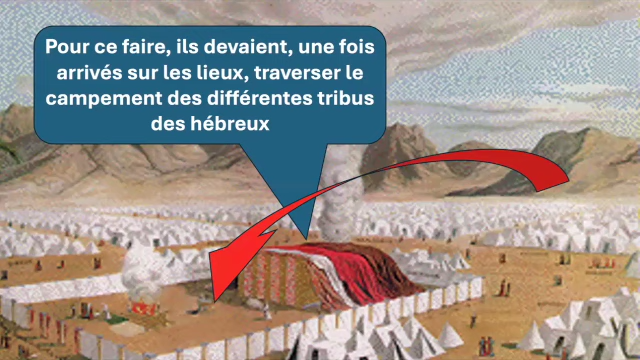 Pour ce faire, ils devaient, une fois
arrivés sur les lieux, traverser le
campement des différentes tribus
des hébreux